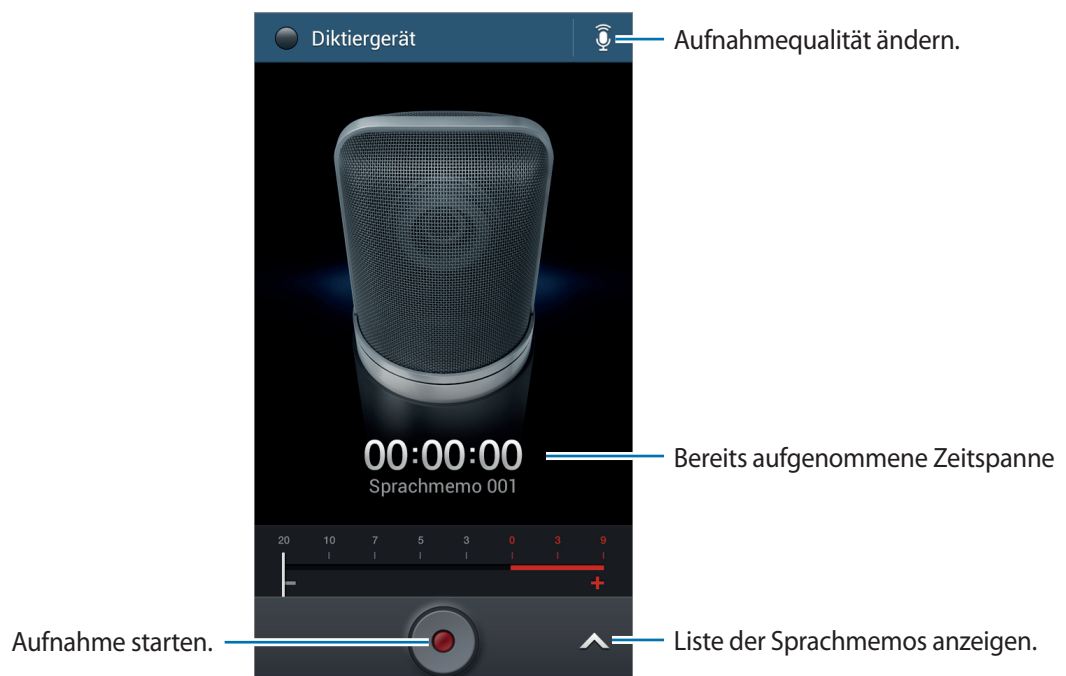 Diktiergerät
Aufnahmequalität ändern.
00:00:00
Bereits aufgenommene Zeitspanne
Sprachmemo 001
20 10 7 5 3 0 3 9
- +
Aufnahme starten.
Liste der Sprachmemos anzeigen.